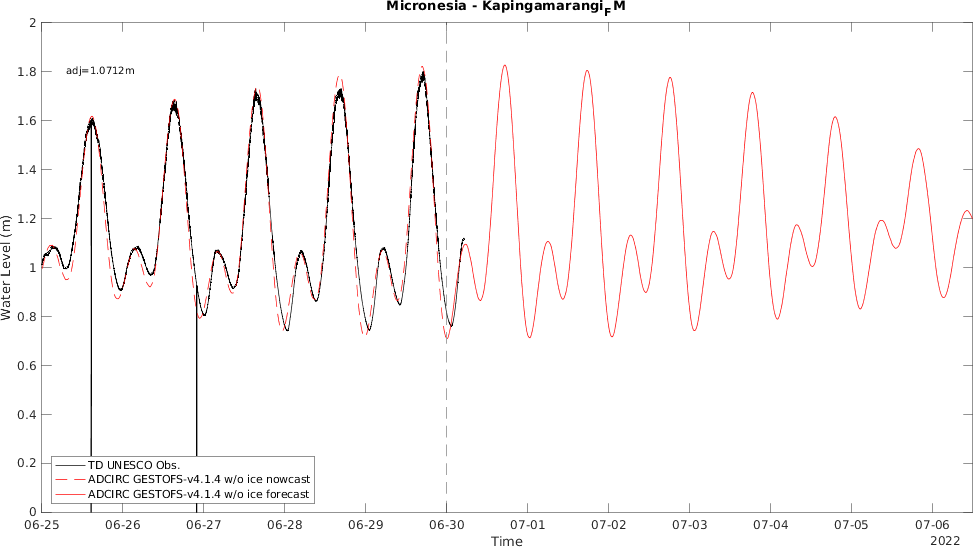 Micronesia - Kapingamarangi_FM
adj=1.0712m
Water Level (m)
2
1.8
1.6
1.4
1.2
1
0.8
0.6
0.4
0.2
0
TD UNESCO Obs.
ADCIRC GESTOFS-v4.1.4 w/o ice nowcast
ADCIRC GESTOFS-v4.1.4 w/o ice forecast
06-25 06-26 06-27 06-28 06-29 06-30 07-01 07-02 07-03 07-04 07-05 07-06
Time
2022